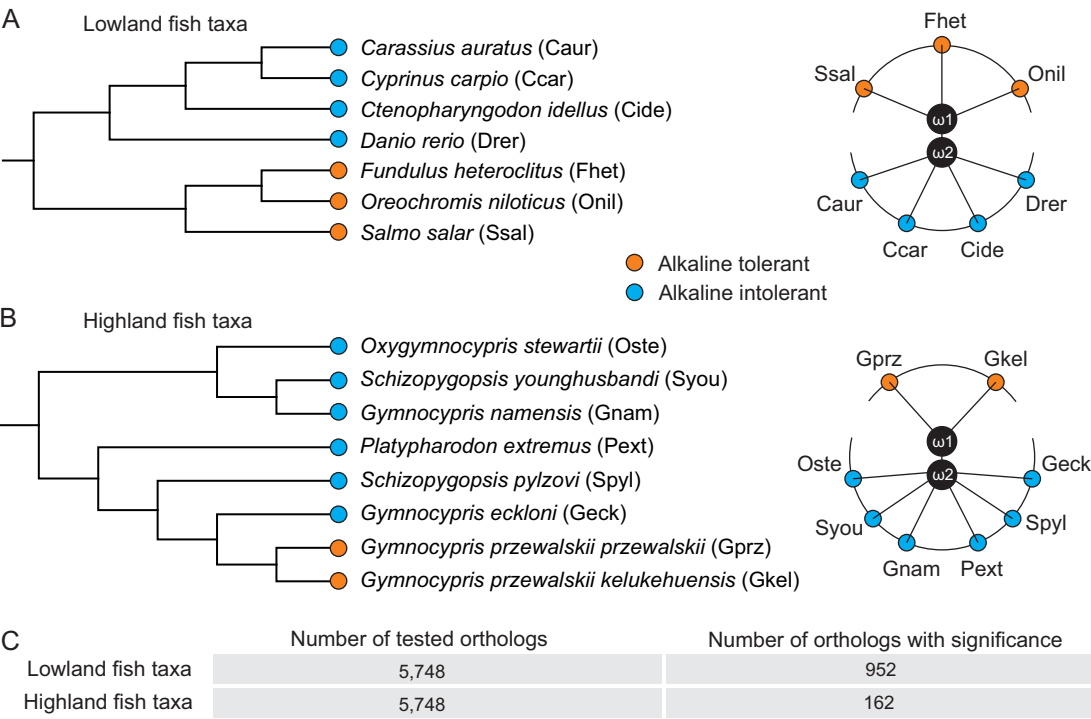 A
Lowland fish taxa
Carassius auratus (Caur)
Cyprinus carpio (Ccar)
Ctenopharyngodon idellus (Cide)
Danio rerio (Drer)
Fundulus heteroclitus (Fhet)
Oreochromis niloticus (Onil)
Salmo salar (Ssal)
Fhet
Ssal
Onil
ω1
ω2
Caur
Drer
Ccar
Cide
Alkaline tolerant
Alkaline intolerant
B
Highland fish taxa
Oxygymnocypris stewartii (Oste)
Schizopygopsis younghusbandi (Syou)
Gymnocypris namensis (Gnam)
Platypharodon extremus (Pext)
Schizopygopsis pylzovi (Spyl)
Gymnocypris eckloni (Geck)
Gymnocypris przewalskii przewalskii (Gprz)
Gymnocypris przewalskii kelukehuensis (Gkel)
Gprz
Gkel
ω1
ω2
Oste
Geck
Syou
Spyl
Gnam
Pext
C
Number of tested orthologs
Number of orthologs with significance
Lowland fish taxa 5,748 952
Highland fish taxa 5,748 162